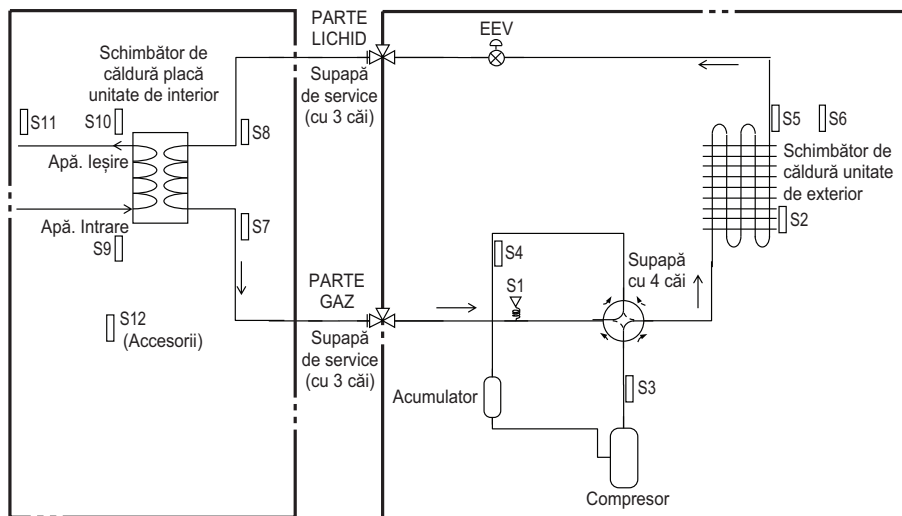 PARTE
LICHID
EEV
Schimbător de
căldură placă
unitate de interior
Supapă
de service
(cu 3 căi)
S11
S10
S8
S5
S6
Apă. Ieșire
Schimbător de
căldură unitate
de exterior
Apă. Intrare
S7
S2
S9
S4
Supapă
cu 4 căi
PARTE
GAZ
S1
S12
(Accesorii)
Supapă
de service
(cu 3 căi)
Acumulator
S3
Compresor